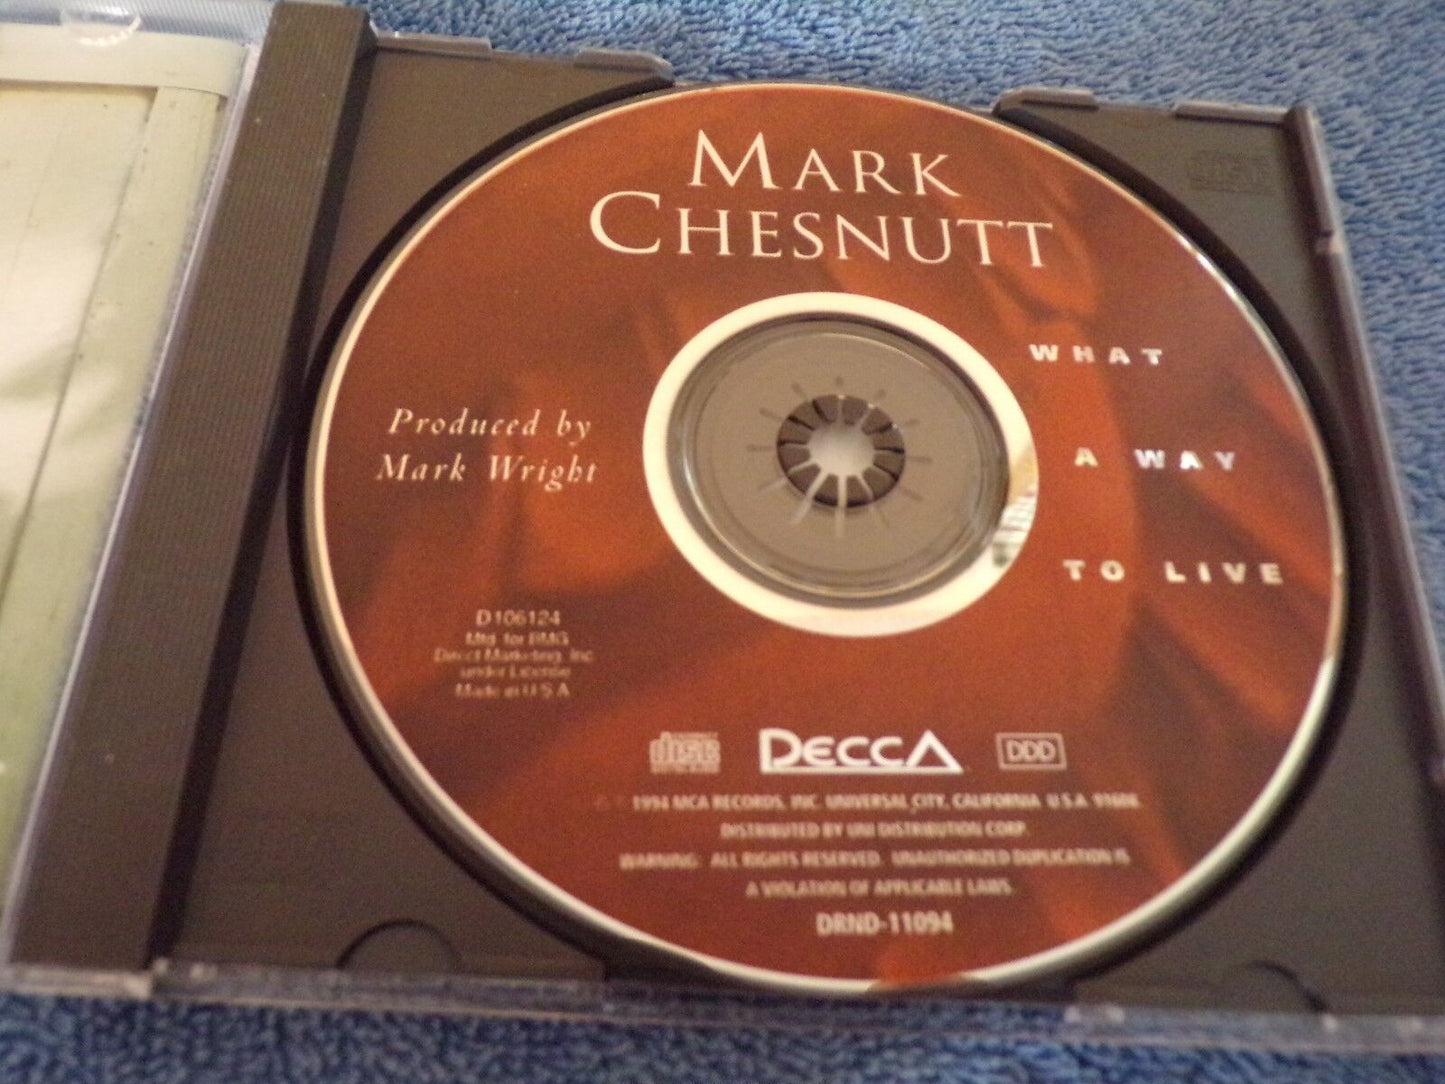 MARK
CHESNUTT
WHAT
A WAY
TO LIVE
Produced by
Mark Wright
D106124
Mfd. for BMG
Direct Marketing, Inc.
under License
Made in U.S.A.
disc
DECCA
DDD
© ℗ 1994 MCA RECORDS, INC. UNIVERSAL CITY, CALIFORNIA U.S.A. 91608.
DISTRIBUTED BY UNI DISTRIBUTION CORP.
WARNING: ALL RIGHTS RESERVED. UNAUTHORIZED DUPLICATION IS
A VIOLATION OF APPLICABLE LAWS.
DRND-11094